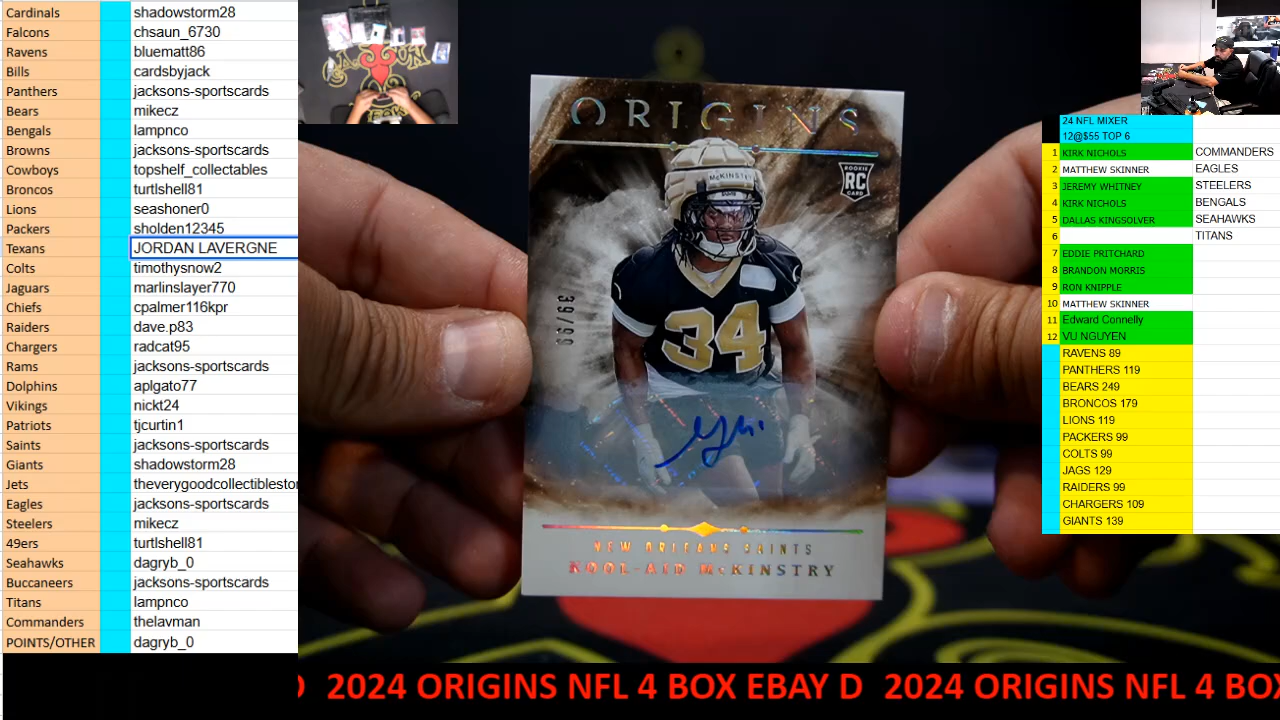 Cardinals shadowstorm28
Falcons chsaun_6730
Ravens bluematt86
Bills cardsbyjack
Panthers jacksons-sportscards
Bears mikecz
Bengals lampnco
Browns jacksons-sportscards
Cowboys topshelf_collectables
Broncos turtlshell81
Lions seashoner0
Packers sholden12345
Texans JORDAN LAVERGNE
Colts timothysnow2
Jaguars marlinslayer770
Chiefs cpalmer116kpr
Raiders dave.p83
Chargers radcat95
Rams jacksons-sportscards
Dolphins aplgato77
Vikings nickt24
Patriots tjcurtin1
Saints jacksons-sportscards
Giants shadowstorm28
Jets theverygoodcollectiblesto
Eagles jacksons-sportscards
Steelers mikecz
49ers turtlshell81
Seahawks dagryb_0
Buccaneers jacksons-sportscards
Titans lampnco
Commanders thelavman
POINTS/OTHER dagryb_0
ORIGINS
ROOKIE
RC
CARD
McKINSTRY
SAINTS
34
39/99
NEW ORLEANS SAINTS
KOOL-AID McKINSTRY
24 NFL MIXER
12@$55 TOP 6
1 KIRK NICHOLS COMMANDERS
2 MATTHEW SKINNER EAGLES
3 JEREMY WHITNEY STEELERS
4 KIRK NICHOLS BENGALS
5 DALLAS KINGSOLVER SEAHAWKS
6 TITANS
7 EDDIE PRITCHARD
8 BRANDON MORRIS
9 RON KNIPPLE
10 MATTHEW SKINNER
11 Edward Connelly
12 VU NGUYEN
RAVENS 89
PANTHERS 119
BEARS 249
BRONCOS 179
LIONS 119
PACKERS 99
COLTS 99
JAGS 129
RAIDERS 99
CHARGERS 109
GIANTS 139
D 2024 ORIGINS NFL 4 BOX EBAY D 2024 ORIGINS NFL 4 BOX